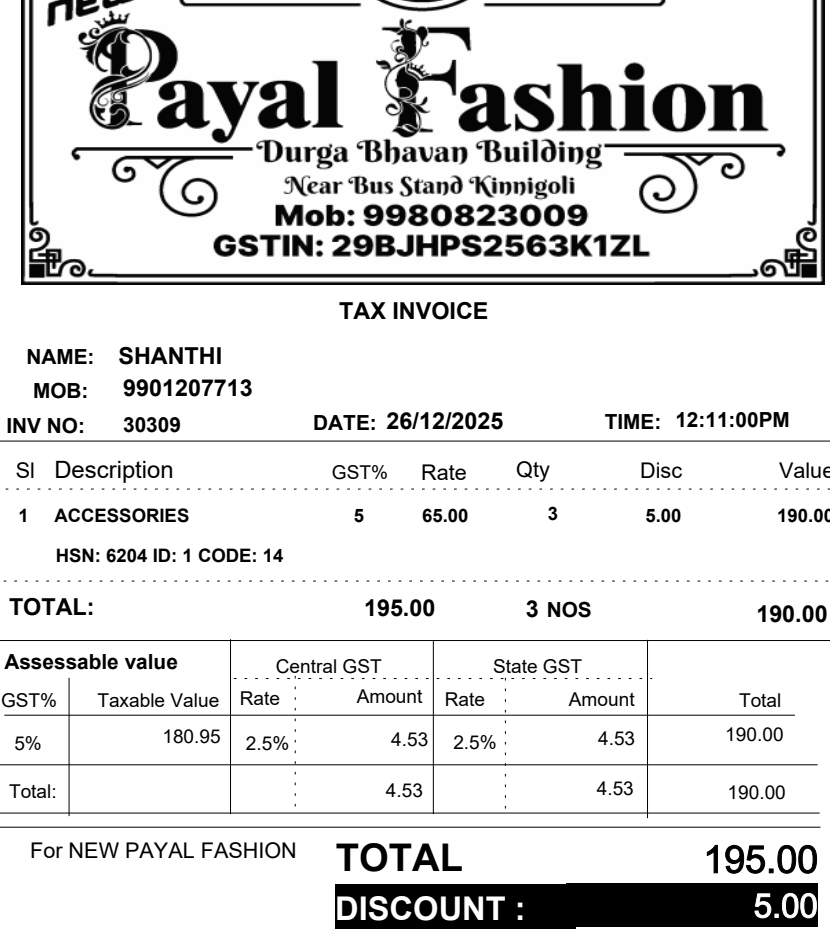 new
Payal Fashion
Durga Bhavan Building
Near Bus Stand Kinnigoli
Mob: 9980823009
GSTIN: 29BJHPS2563K1ZL
TAX INVOICE
NAME: SHANTHI
MOB: 9901207713
INV NO: 30309 DATE: 26/12/2025 TIME: 12:11:00PM
Sl Description GST% Rate Qty Disc Value
1 ACCESSORIES 5 65.00 3 5.00 190.00
HSN: 6204 ID: 1 CODE: 14
TOTAL: 195.00 3 NOS 190.00
Assessable value Central GST State GST
GST% Taxable Value Rate Amount Rate Amount Total
5% 180.95 2.5% 4.53 2.5% 4.53 190.00
Total: 4.53 4.53 190.00
For NEW PAYAL FASHION TOTAL 195.00
DISCOUNT : 5.00